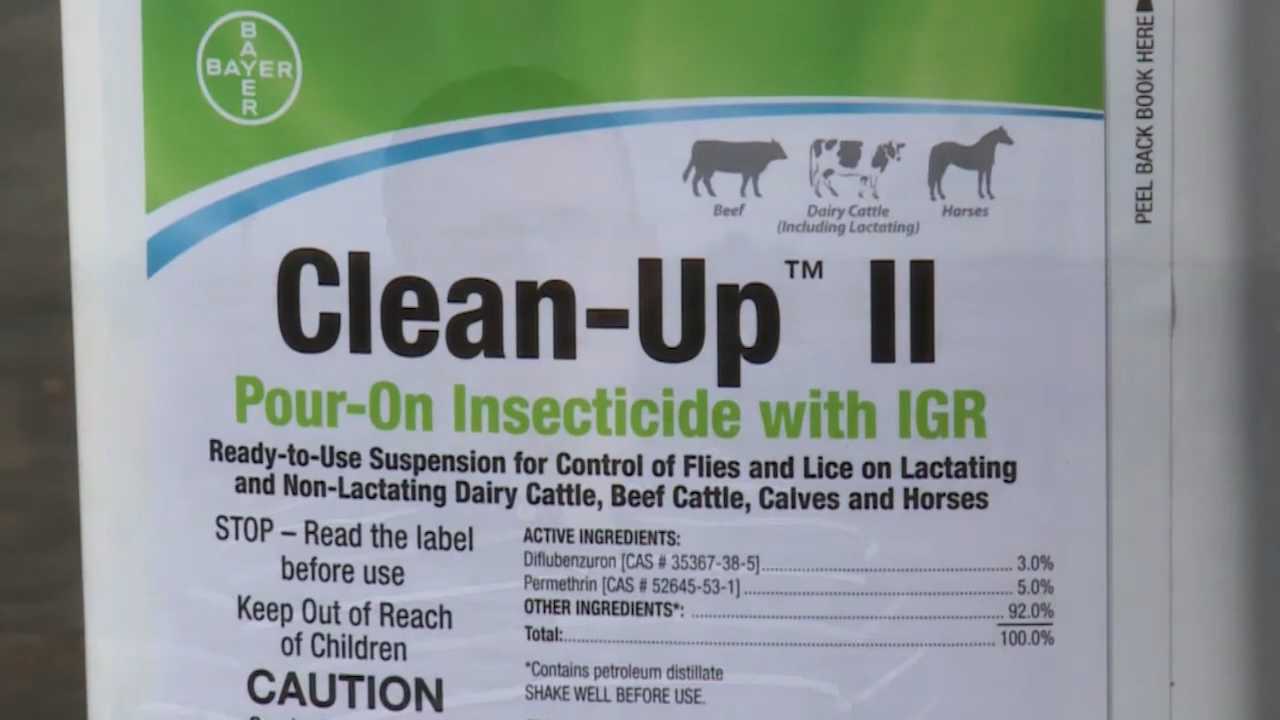 BAYER
BAYER
PEEL BACK BOOK HERE
Beef
Dairy Cattle
(Including Lactating)
Horses
Clean-Up™ II
Pour-On Insecticide with IGR
Ready-to-Use Suspension for Control of Flies and Lice on Lactating
and Non-Lactating Dairy Cattle, Beef Cattle, Calves and Horses
STOP – Read the label
before use
Keep Out of Reach
of Children
CAUTION
ACTIVE INGREDIENTS:
Diflubenzuron [CAS # 35367-38-5] 3.0%
Permethrin [CAS # 52645-53-1] 5.0%
OTHER INGREDIENTS*: 92.0%
Total: 100.0%
*Contains petroleum distillate
SHAKE WELL BEFORE USE.